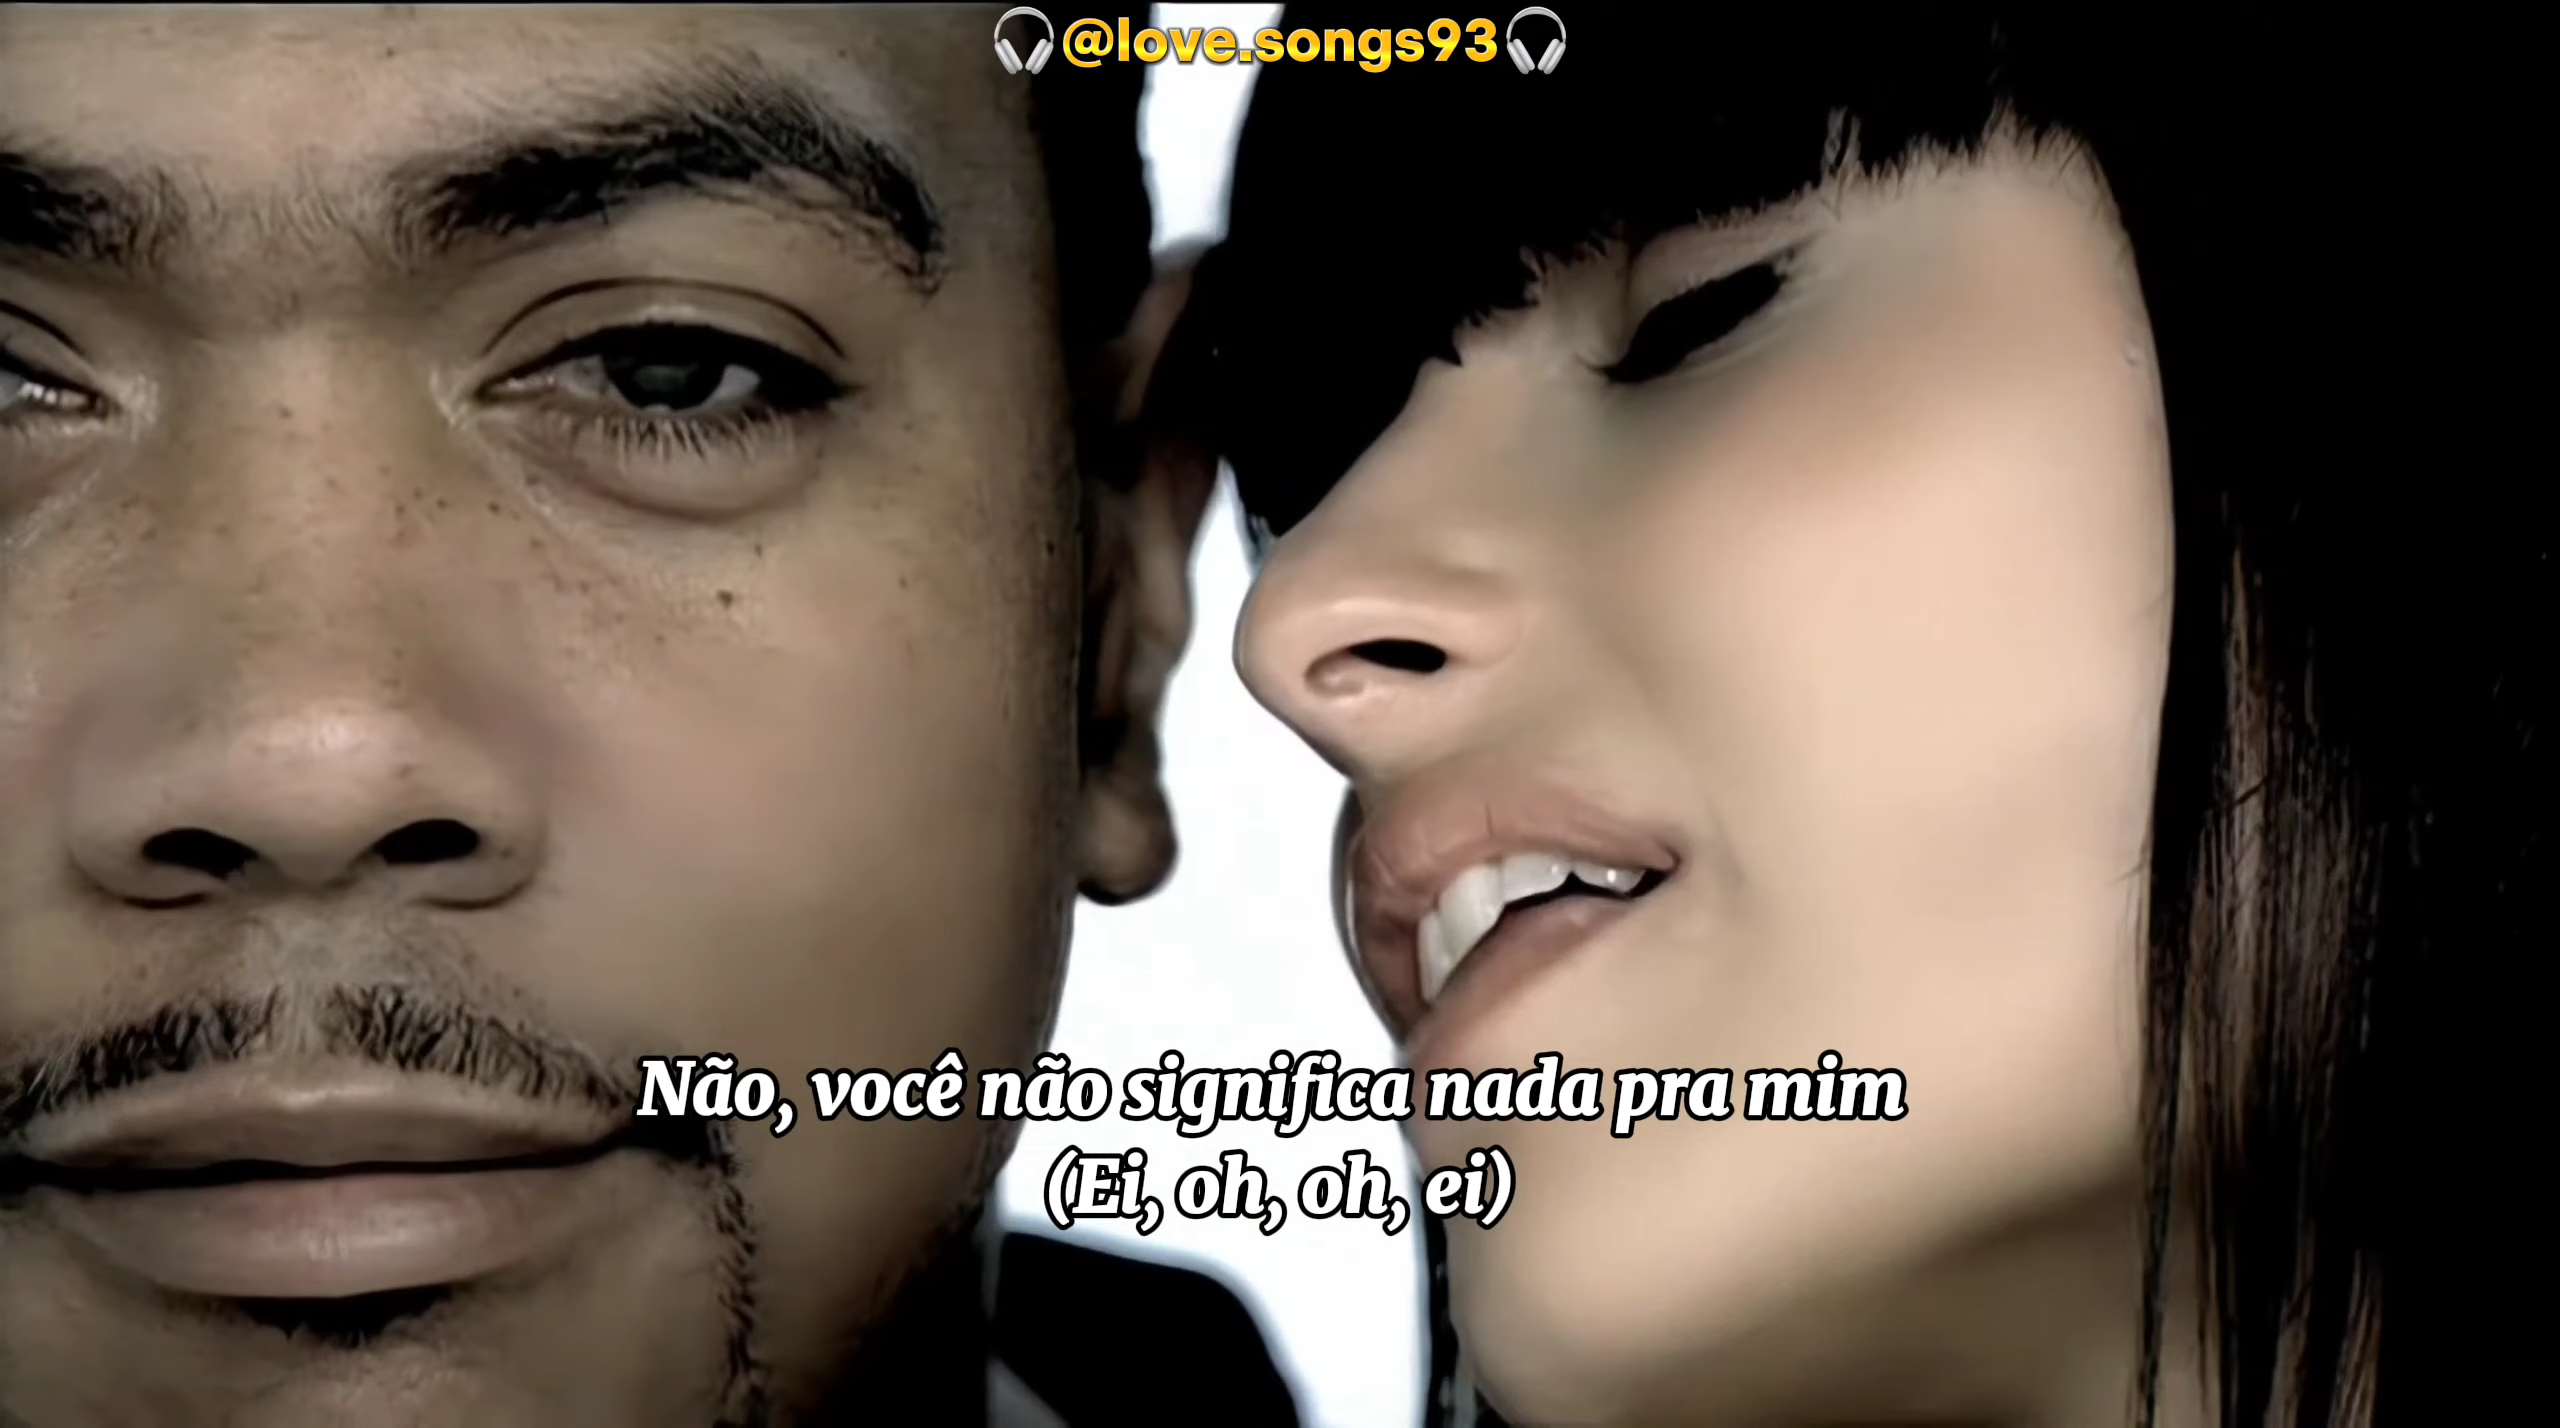 @love.songs93
Não, você não significa nada pra mim
(Ei, oh, oh, ei)